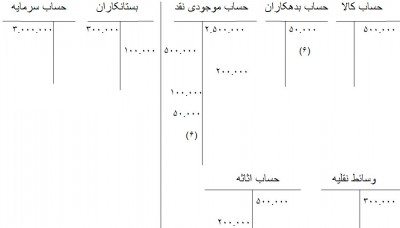 حساب کالا حساب بدهکاران حساب موجودی نقد بستانکاران حساب سرمایه
۵۰۰.۰۰۰ ۵۰.۰۰۰ ۲.۵۰۰.۰۰۰ ۳۰۰.۰۰۰ ۳.۰۰۰.۰۰۰
(۶) ۵۰۰.۰۰۰ ۱۰۰.۰۰۰
۲۰۰.۰۰۰
۱۰۰.۰۰۰
۵۰.۰۰۰
(۶)
وسائط نقلیه حساب اثاثه
۳۰۰.۰۰۰ ۵۰۰.۰۰۰
۲۰۰.۰۰۰